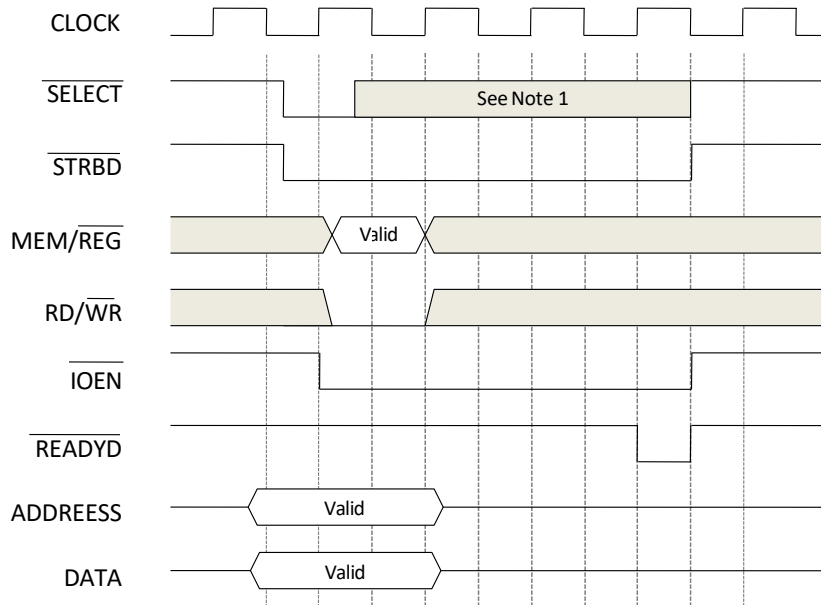 CLOCK
SELECT
See Note 1
STRBD
MEM/REG
Valid
RD/WR
IOEN
READYD
ADDREESS
Valid
DATA
Valid